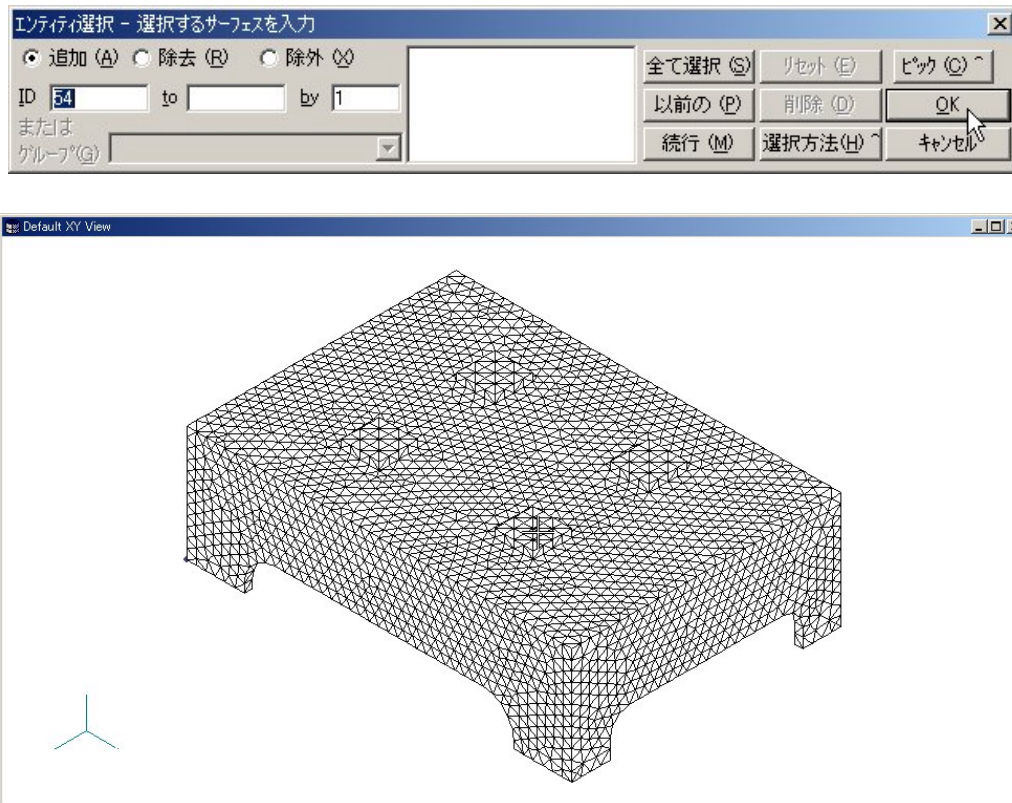 エンティティ選択 - 選択するサーフェスを入力
追加 (A) 除去 (R) 除外 (X)
全て選択 (S) リセット (E) ピック (C) ^
ID 54 to by 1
以前の (P) 削除 (D) OK
または
グループ(G)
続行 (M) 選択方法(H) ^ キャンセル
Default XY View